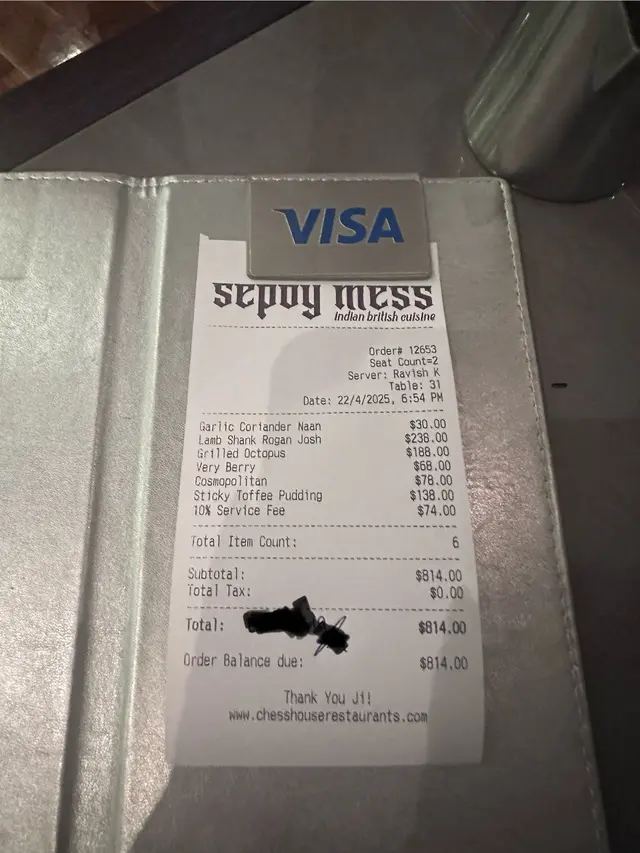 VISA
sepoy mess
indian british cuisine
Order# 12653
Seat Count=2
Server: Ravish K
Table: 31
Date: 22/4/2025, 6:54 PM
Garlic Coriander Naan $30.00
Lamb Shank Rogan Josh $238.00
Grilled Octopus $188.00
Very Berry $68.00
Cosmopolitan $78.00
Sticky Toffee Pudding $138.00
10% Service Fee $74.00
Total Item Count: 6
Subtotal: $814.00
Total Tax: $0.00
Total: $814.00
Order Balance due: $814.00
Thank You Ji!
www.chesshouserestaurants.com